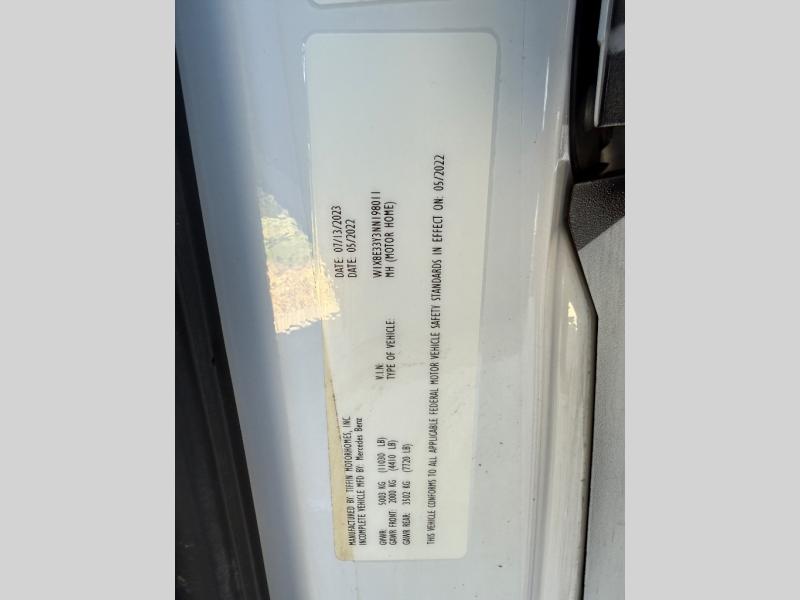 MANUFACTURED BY: TIFFIN MOTORHOMES, INC. DATE: 07/13/2023
INCOMPLETE VEHICLE MFD BY: Mercedes Benz DATE: 05/2022
GVWR: 5003 KG (11030 LB) V.I.N: W1X8E33Y3NN198011
GAWR FRONT: 2000 KG (4410 LB) TYPE OF VEHICLE: MH (MOTOR HOME)
GAWR REAR: 3502 KG (7720 LB)
THIS VEHICLE CONFORMS TO ALL APPLICABLE FEDERAL MOTOR VEHICLE SAFETY STANDARDS IN EFFECT ON: 05/2022